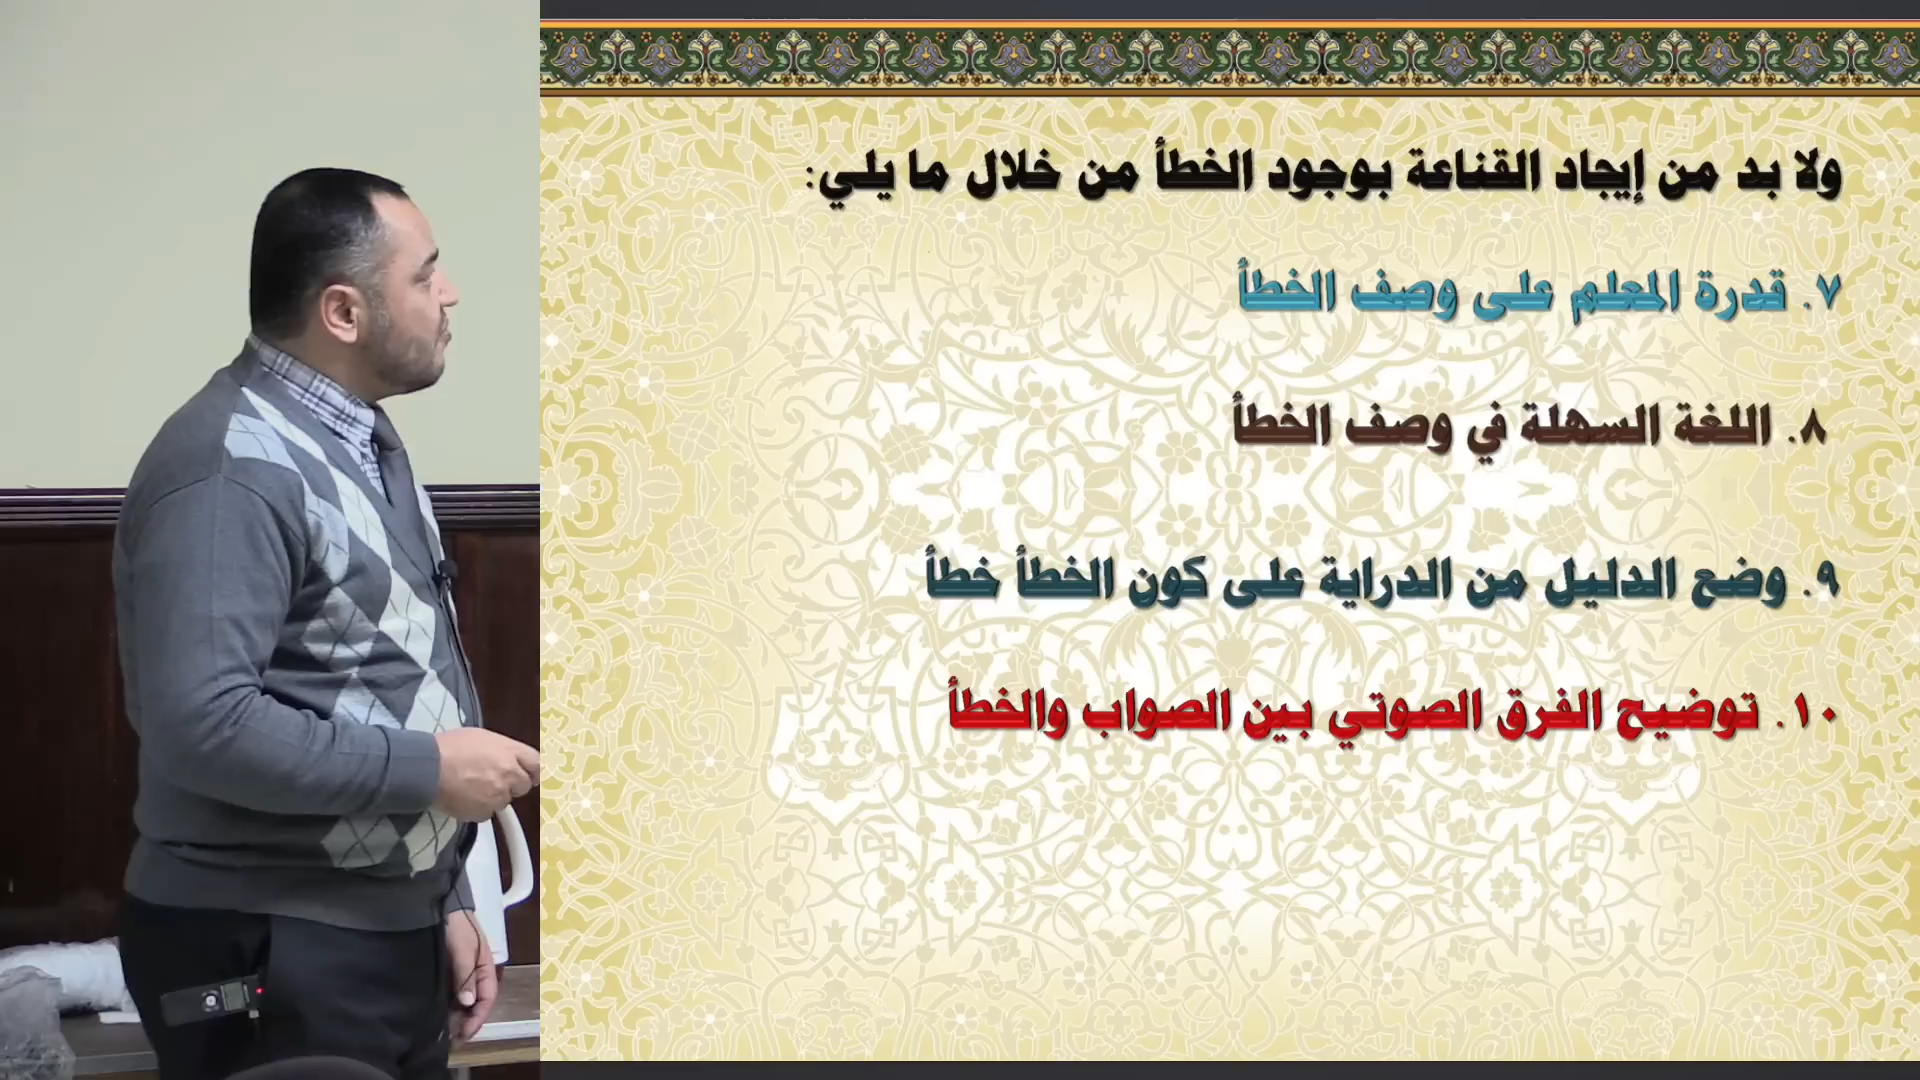 ولا بد من إيجاد القناعة بوجود الخطأ من خلال ما يلي:
٧. قدرة المعلم على وصف الخطأ
٨. اللغة السهلة في وصف الخطأ
٩. وضع الدليل من الدراية على كون الخطأ خطأ
١٠. توضيح الفرق الصوتي بين الصواب والخطأ